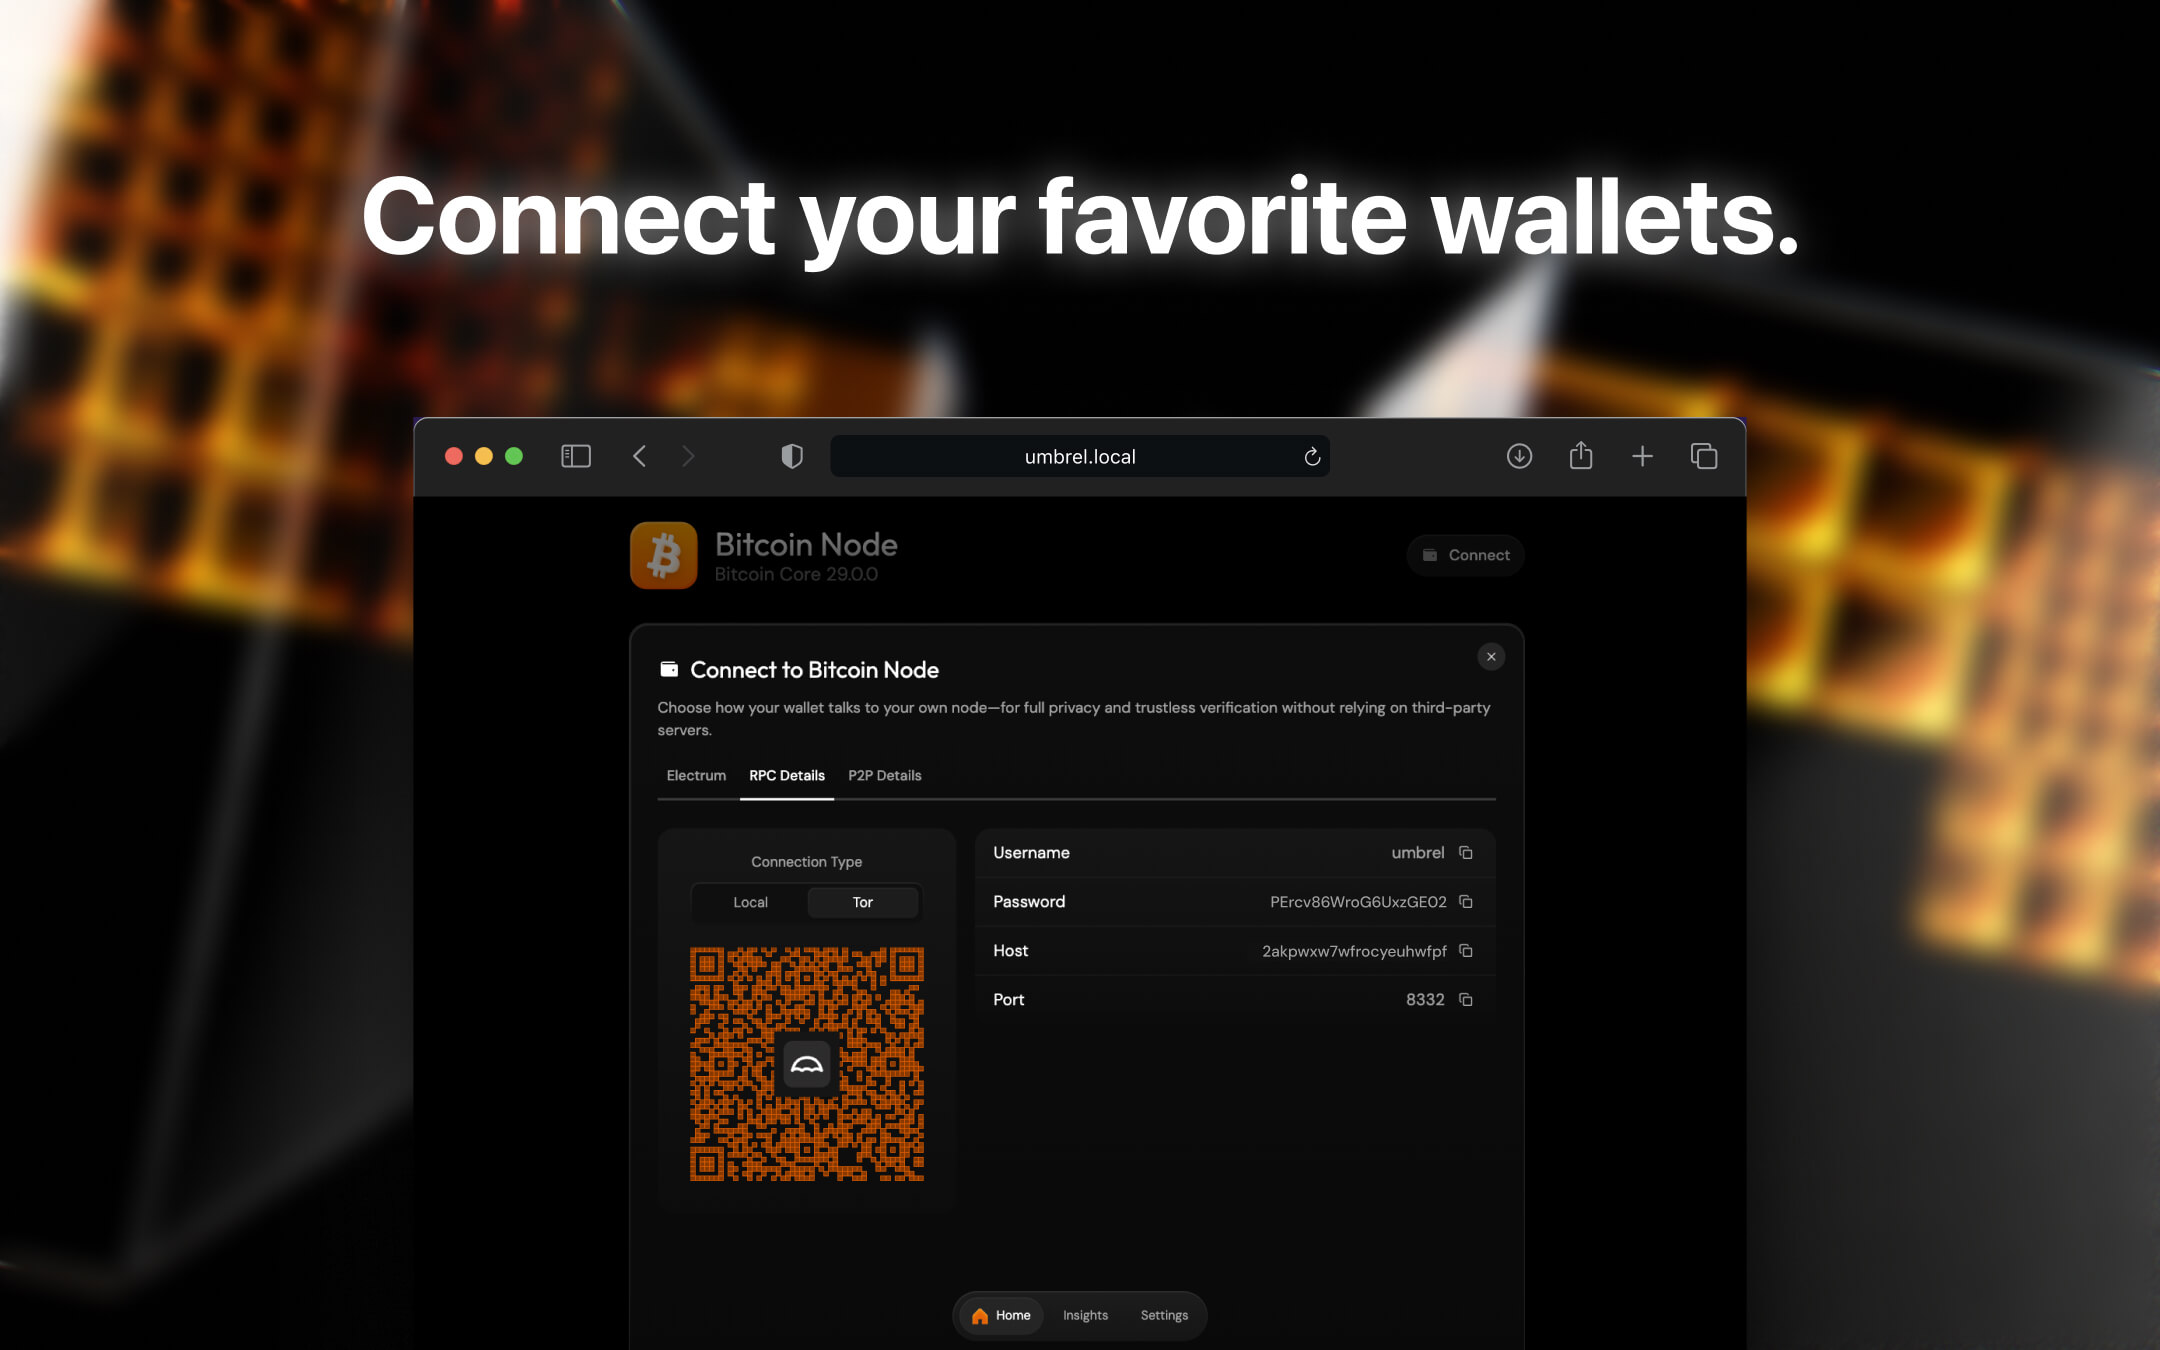 Connect your favorite wallets.
umbrel.local
Bitcoin Node
Bitcoin Core 29.0.0
Connect
Connect to Bitcoin Node
Choose how your wallet talks to your own node—for full privacy and trustless verification without relying on third-party
servers.
Electrum RPC Details P2P Details
Connection Type
Local Tor
Username umbrel
Password PErcv86WroG6UxzGE02
Host 2akpwxw7wfrocyeuhwfpf
Port 8332
Home Insights Settings